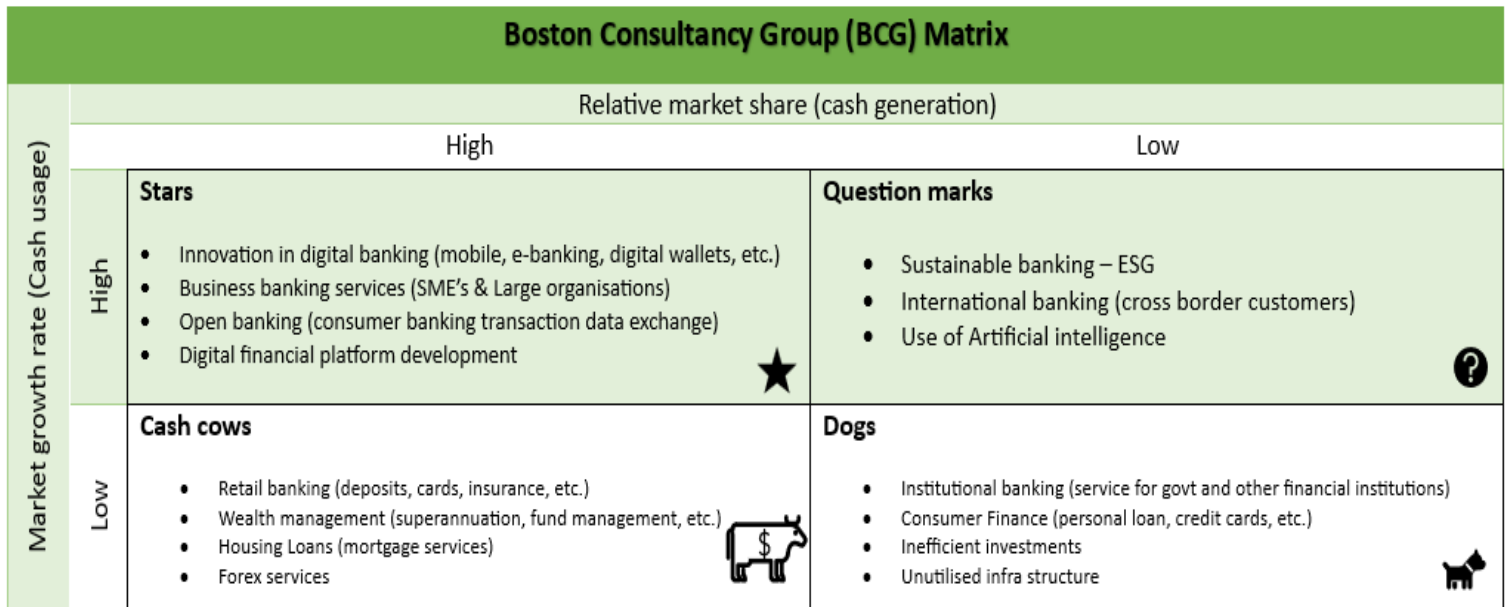 Boston Consultancy Group (BCG) Matrix
Relative market share (cash generation)
High
Low
Market growth rate (Cash usage)
High
Stars
• Innovation in digital banking (mobile, e-banking, digital wallets, etc.)
• Business banking services (SME's & Large organisations)
• Open banking (consumer banking transaction data exchange)
• Digital financial platform development
Question marks
• Sustainable banking – ESG
• International banking (cross border customers)
• Use of Artificial intelligence
?
Low
Cash cows
• Retail banking (deposits, cards, insurance, etc.)
• Wealth management (superannuation, fund management, etc.)
• Housing Loans (mortgage services)
• Forex services
$
Dogs
• Institutional banking (service for govt and other financial institutions)
• Consumer Finance (personal loan, credit cards, etc.)
• Inefficient investments
• Unutilised infra structure